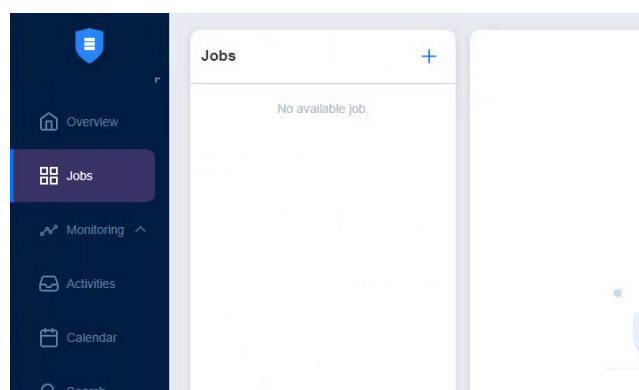 Jobs
No available job.
Overview
Jobs
Monitoring
Activities
Calendar